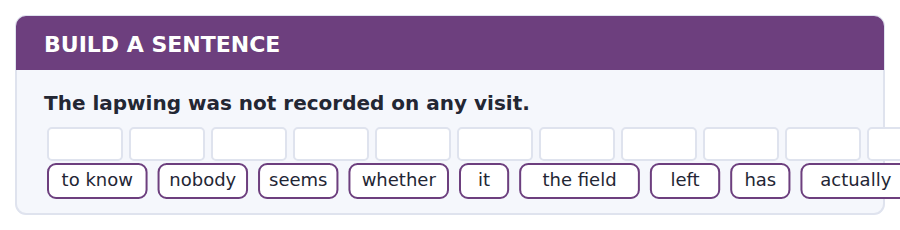 BUILD A SENTENCE
The lapwing was not recorded on any visit.
to know nobody seems whether it the field left has actually